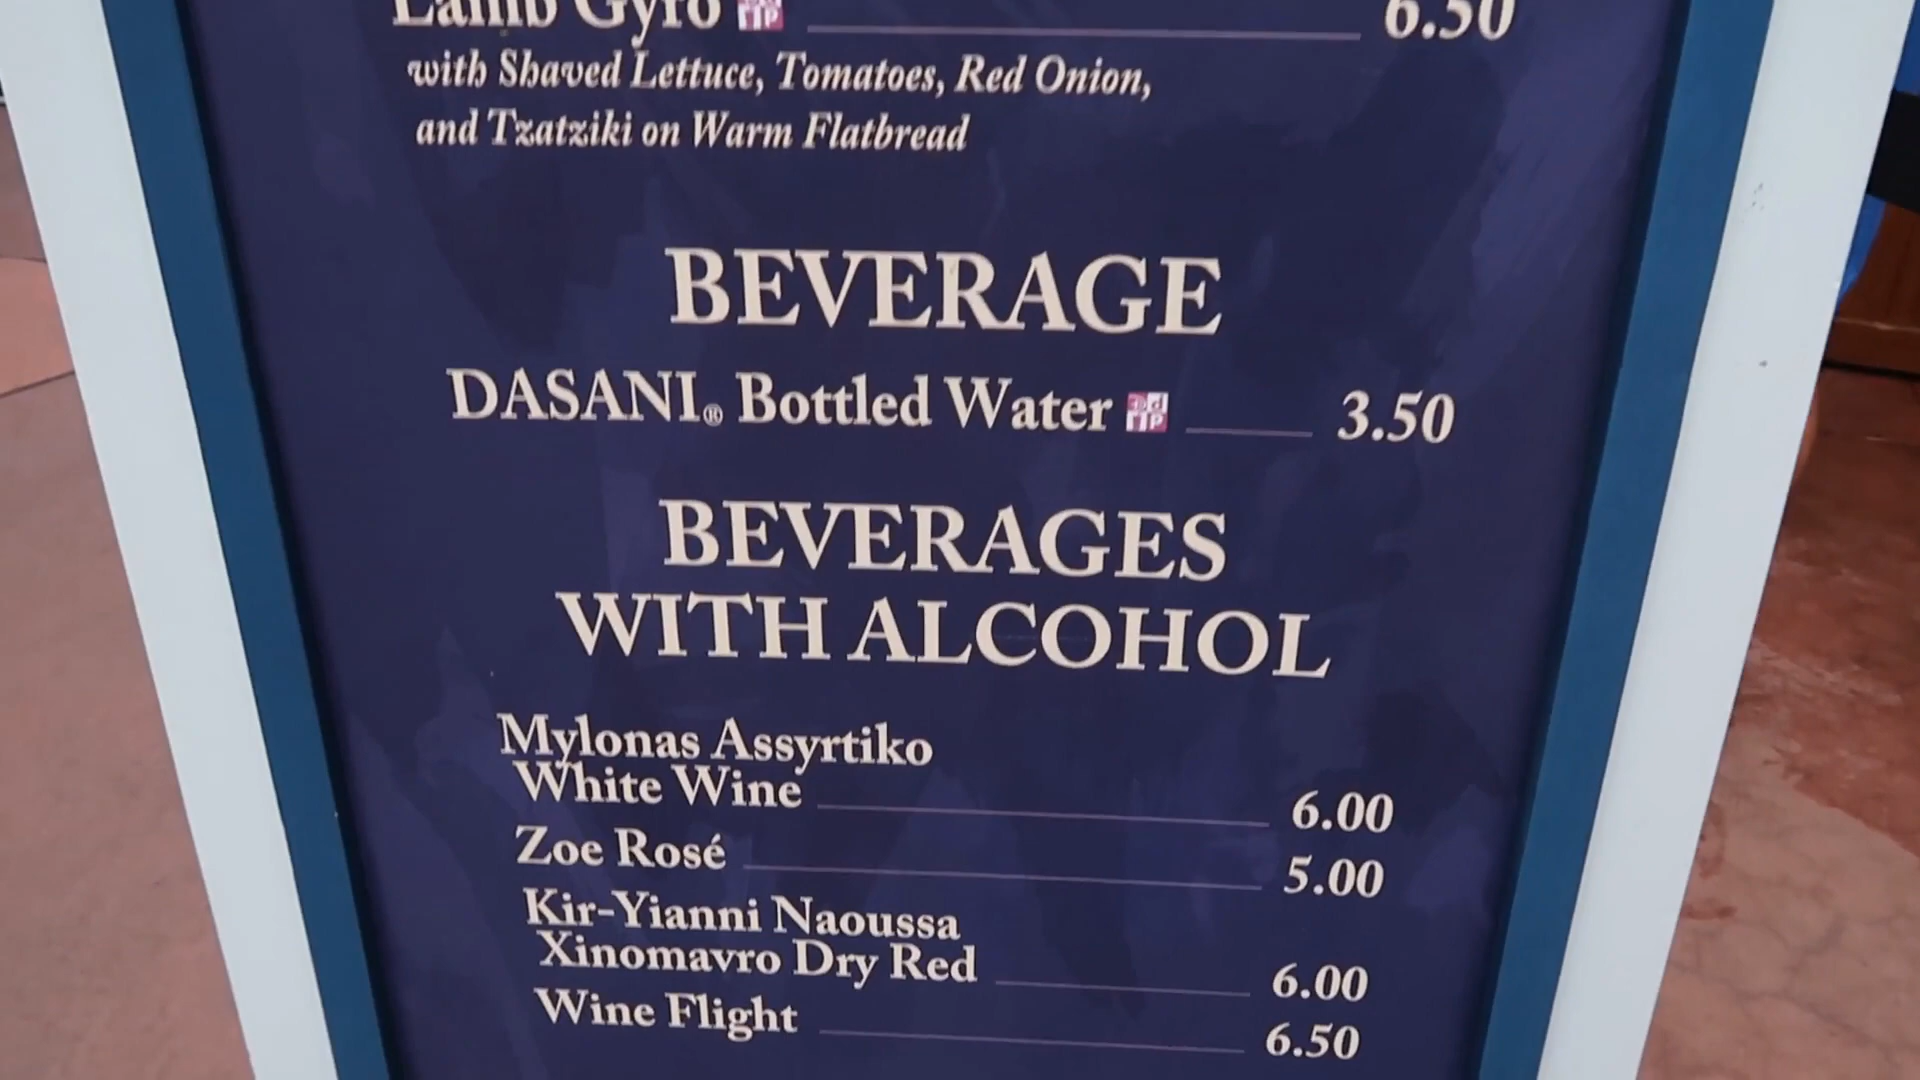 Lamb Gyro 6.50
with Shaved Lettuce, Tomatoes, Red Onion,
and Tzatziki on Warm Flatbread
BEVERAGE
DASANI® Bottled Water 3.50
BEVERAGES
WITH ALCOHOL
Mylonas Assyrtiko
White Wine 6.00
Zoe Rosé 5.00
Kir-Yianni Naoussa
Xinomavro Dry Red 6.00
Wine Flight 6.50